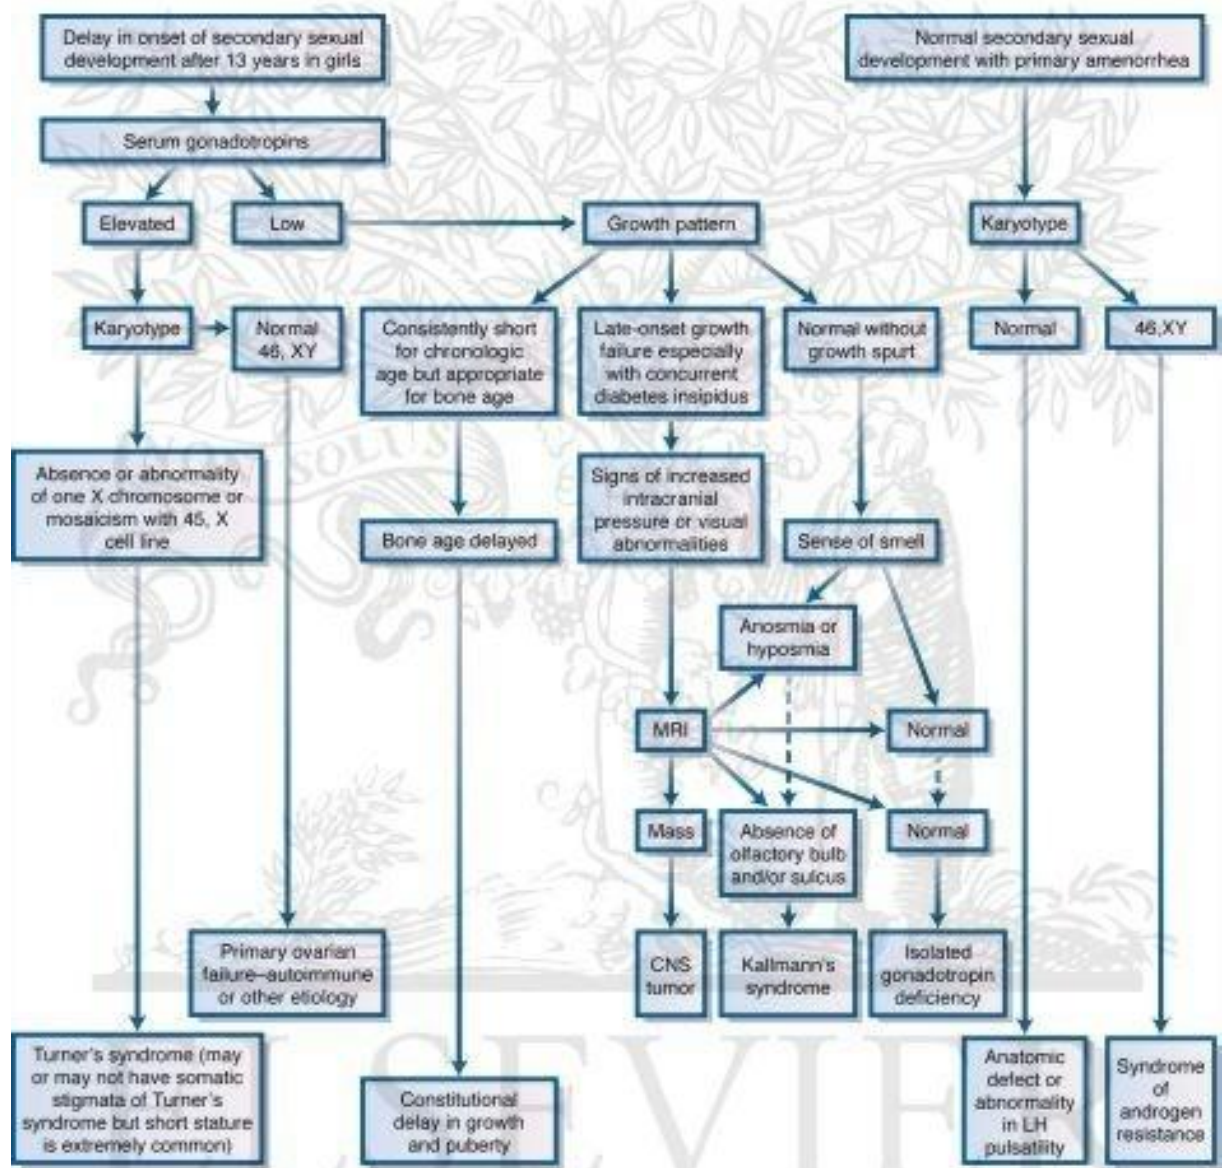 Delay in onset of secondary sexual
development after 13 years in girls
Normal secondary sexual
development with primary amenorrhea
Serum gonadotropins
Elevated
Low
Growth pattern
Karyotype
Karyotype
Normal
46, XY
Consistently short
for chronologic
age but appropriate
for bone age
Late-onset growth
failure especially
with concurrent
diabetes insipidus
Normal without
growth spurt
Normal
46,XY
Absence or abnormality
of one X chromosome or
mosaicism with 45, X
cell line
Bone age delayed
Signs of increased
intracranial
pressure or visual
abnormalities
Sense of smell
Anosmia or
hyposmia
MRI
Normal
Mass
Absence of
olfactory bulb
and/or sulcus
Normal
Primary ovarian
failure–autoimmune
or other etiology
CNS
tumor
Kallmann's
syndrome
Isolated
gonadotropin
deficiency
Turner's syndrome (may
or may not have somatic
stigmata of Turner's
syndrome but short stature
is extremely common)
Constitutional
delay in growth
and puberty
Anatomic
defect or
abnormality
in LH
pulsatility
Syndrome
of
androgen
resistance
NON SOLUS
ELSEVIER